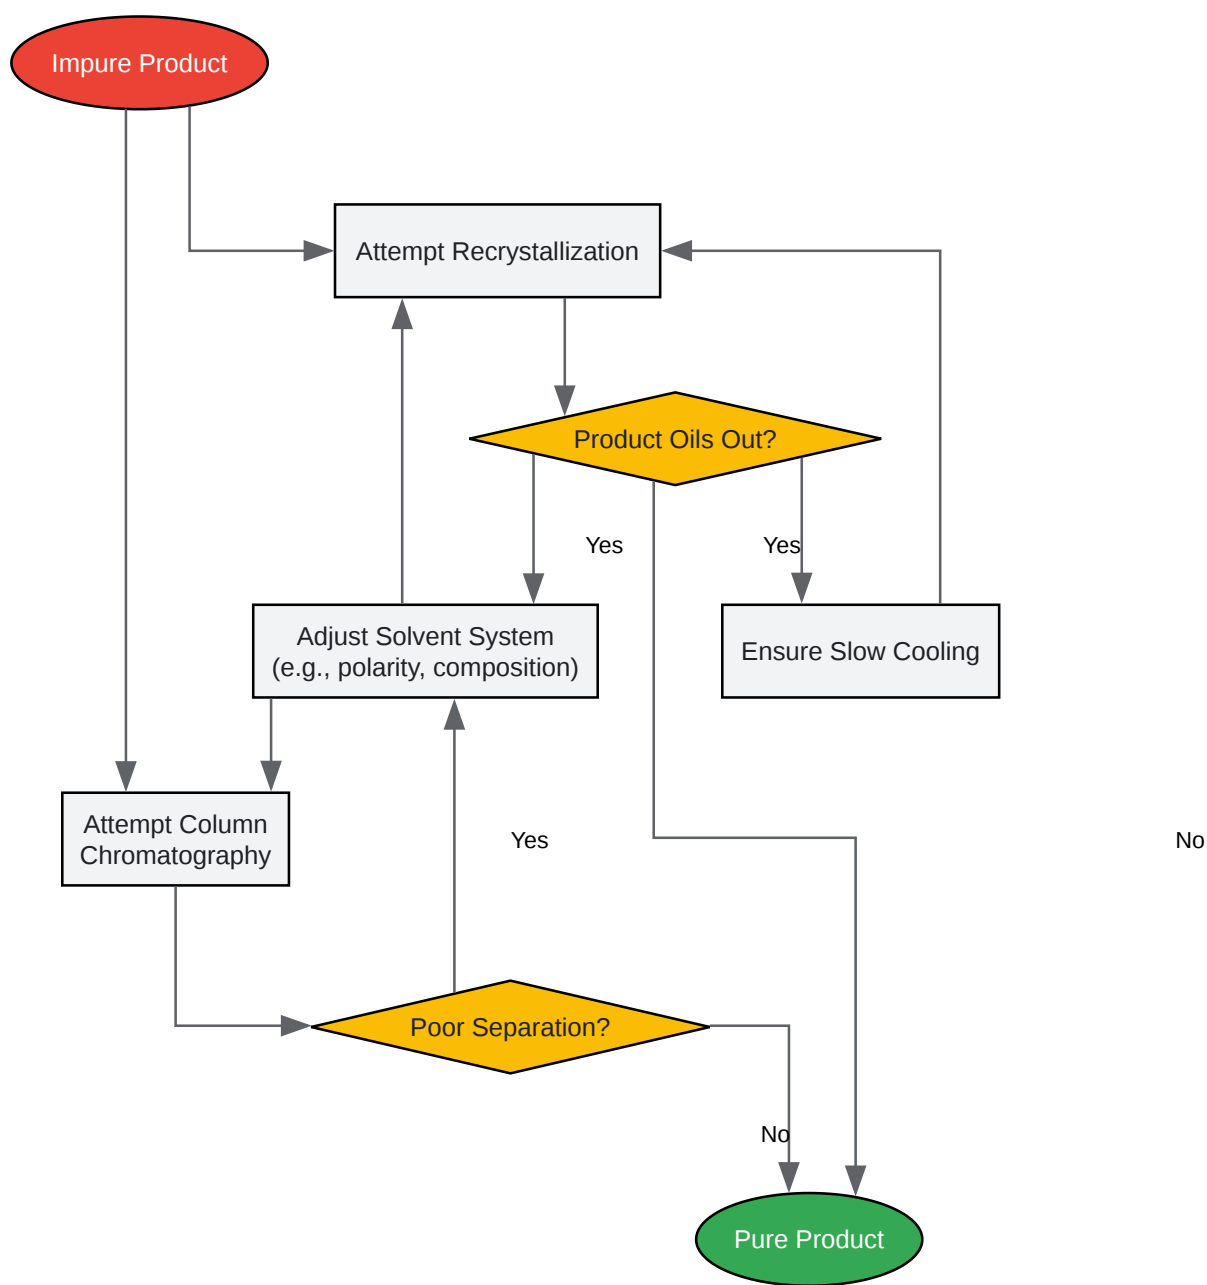 Impure Product
Attempt Recrystallization
Product Oils Out?
Yes
Yes
Adjust Solvent System
(e.g., polarity, composition)
Ensure Slow Cooling
Attempt Column
Chromatography
Yes
No
Poor Separation?
No
Pure Product